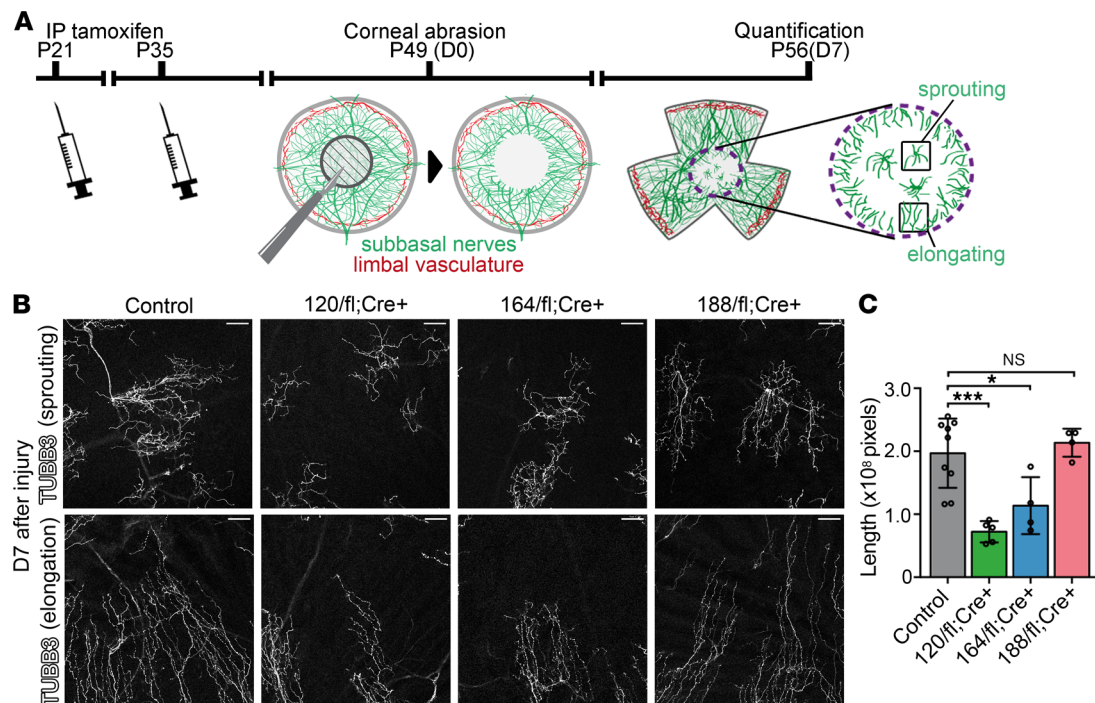 A
IP tamoxifen
P21
P35
Corneal abrasion
P49 (D0)
Quantification
P56(D7)
sprouting
elongating
subbasal nerves
limbal vasculature
B
Control
120/fl;Cre+
164/fl;Cre+
188/fl;Cre+
D7 after injury
TUBB3 (sprouting)
TUBB3 (elongation)
C
NS
*
***
Length (x10⁸ pixels)
3.0
2.0
1.0
0
Control
120/fl;Cre+
164/fl;Cre+
188/fl;Cre+